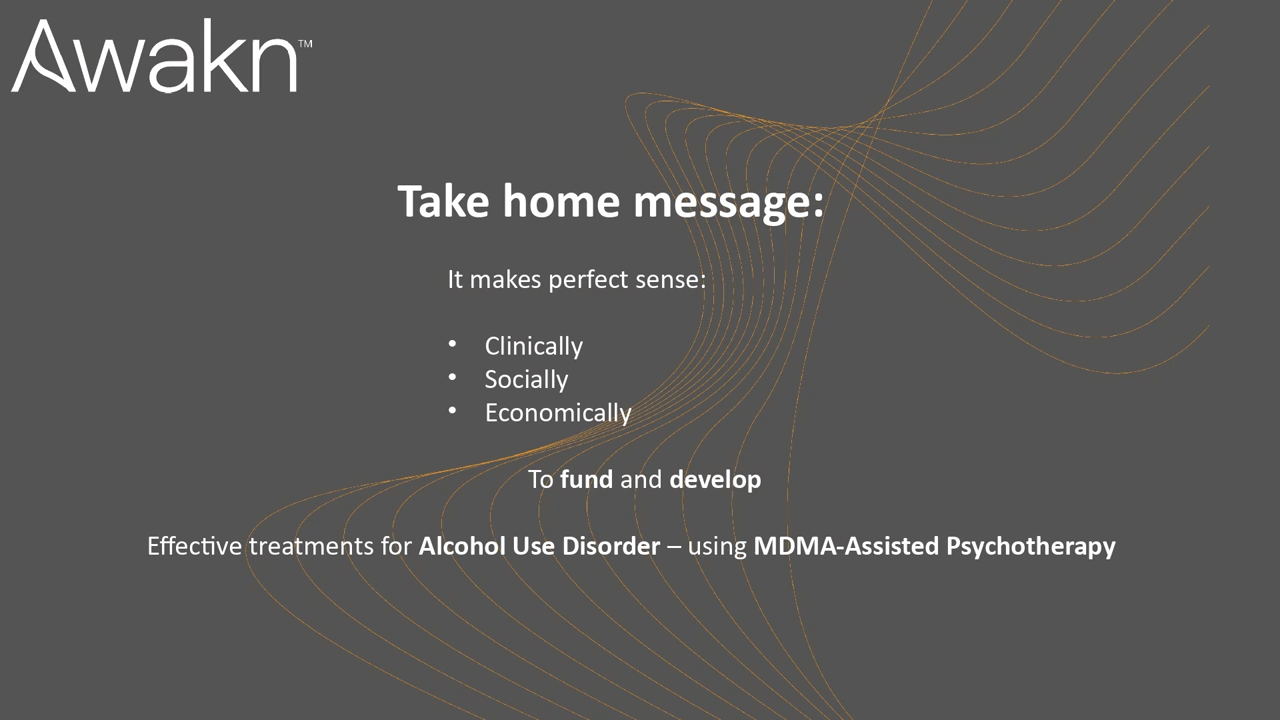 Awakn™
Take home message:
It makes perfect sense:
• Clinically
• Socially
• Economically
To fund and develop
Effective treatments for Alcohol Use Disorder – using MDMA-Assisted Psychotherapy